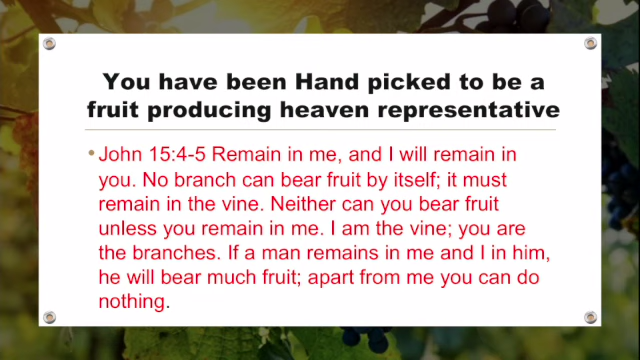 You have been Hand picked to be a
fruit producing heaven representative
• John 15:4-5 Remain in me, and I will remain in
you. No branch can bear fruit by itself; it must
remain in the vine. Neither can you bear fruit
unless you remain in me. I am the vine; you are
the branches. If a man remains in me and I in him,
he will bear much fruit; apart from me you can do
nothing.